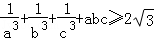 1/a³ + 1/b³ + 1/c³ + abc ⩾ 2√3